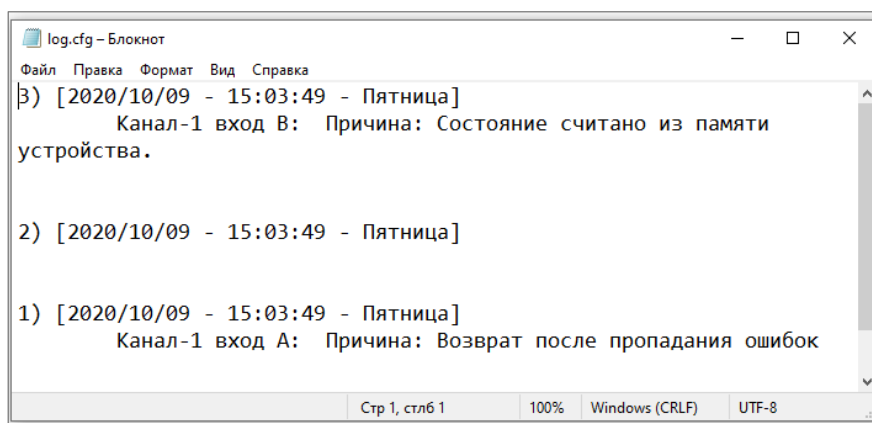 log.cfg – Блокнот
Файл Правка Формат Вид Справка
3) [2020/10/09 - 15:03:49 - Пятница]
Канал-1 вход B: Причина: Состояние считано из памяти
устройства.
2) [2020/10/09 - 15:03:49 - Пятница]
1) [2020/10/09 - 15:03:49 - Пятница]
Канал-1 вход A: Причина: Возврат после пропадания ошибок
Стр 1, стлб 1 100% Windows (CRLF) UTF-8